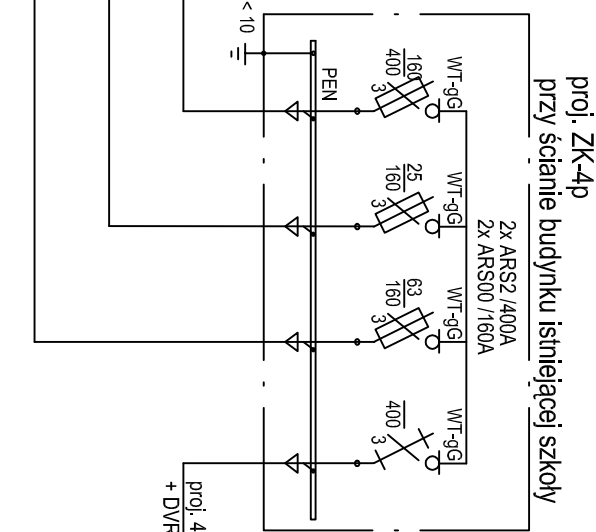 proj. ZK-4p
przy ścianie budynku istniejącej szkoły
2x ARS2 /400A
2x ARS00 /160A
WT-gG
WT-gG
WT-gG
WT-gG
160
400
3
25
160
3
63
160
3
400
3
PEN
< 10
proj. 4
+ DVR